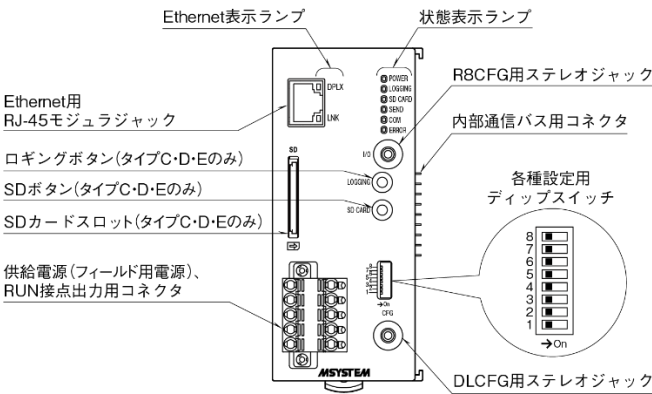 Ethernet表示ランプ
状態表示ランプ
R8CFG用ステレオジャック
Ethernet用
RJ-45モジュラジャック
内部通信バス用コネクタ
ロギングボタン(タイプC・D・Eのみ)
SDボタン(タイプC・D・Eのみ)
SDカードスロット(タイプC・D・Eのみ)
供給電源(フィールド用電源)、
RUN接点出力用コネクタ
DPLX
LNK
POWER
LOGGING
SD CARD
SEND
COM
ERROR
I/O
SD
LOGGING
SD CARD
→On
CFG
MSYSTEM
各種設定用
ディップスイッチ
8
7
6
5
4
3
2
1
→On
DLCFG用ステレオジャック